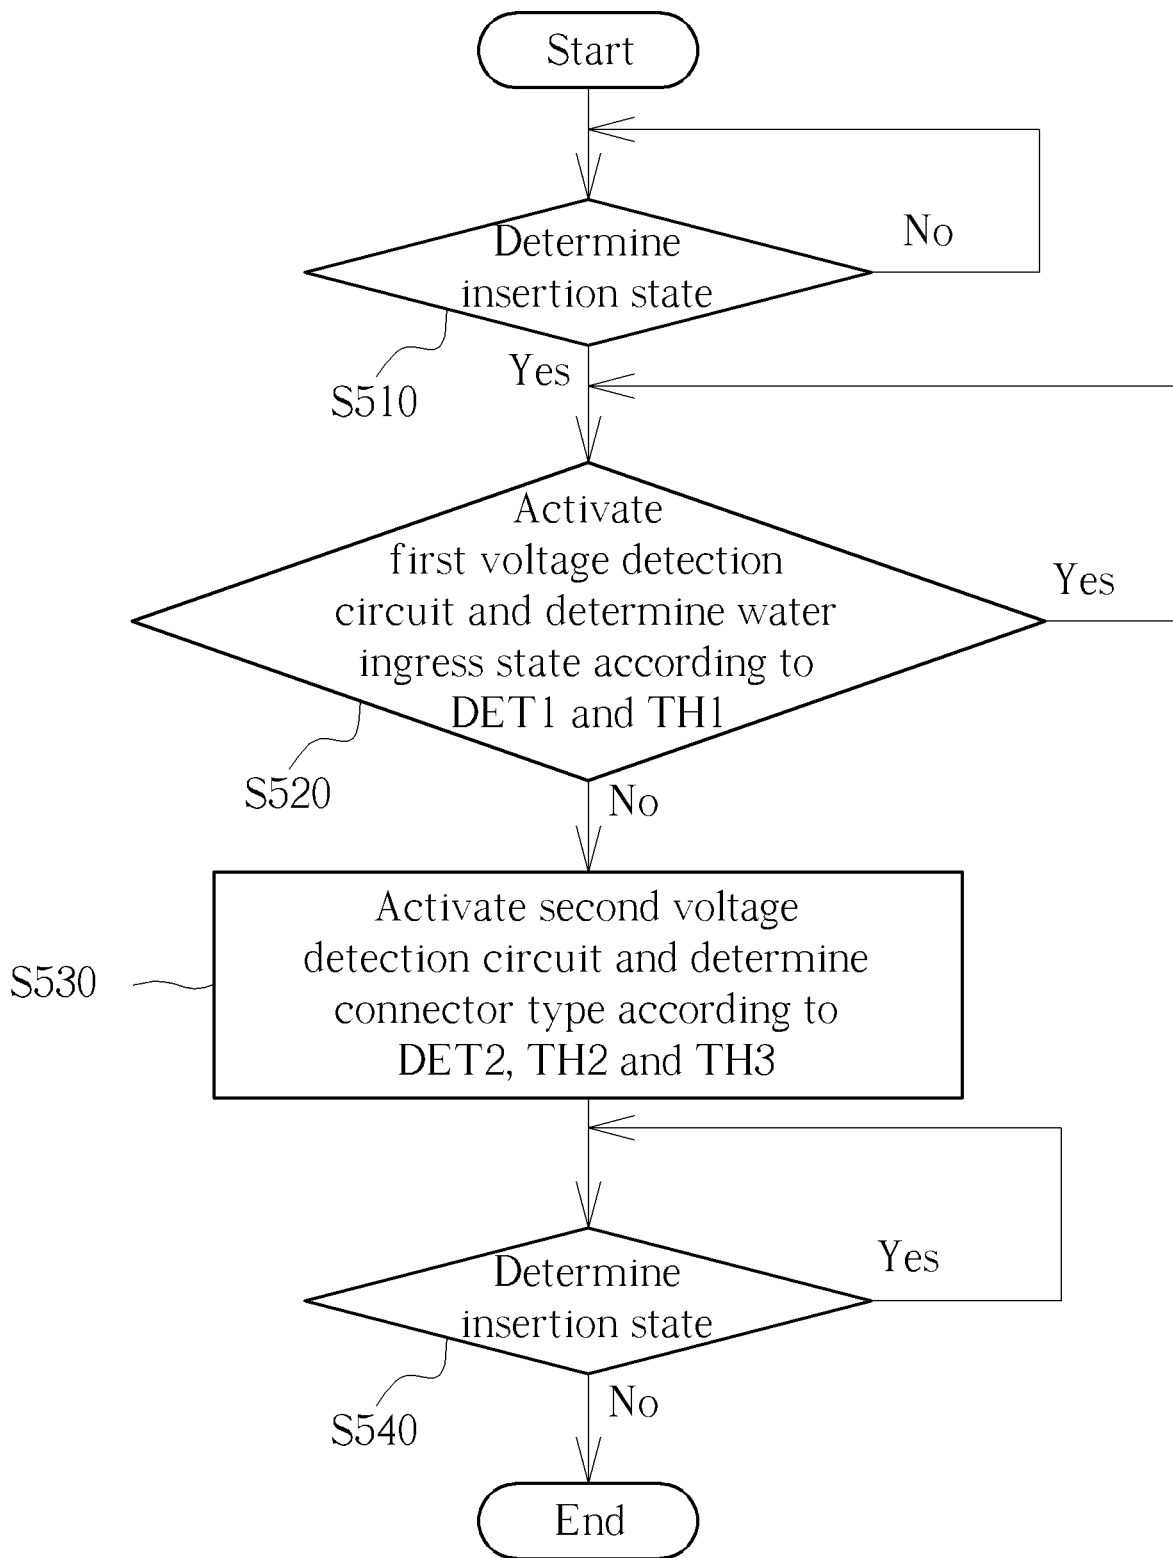 Start
Determine
insertion state
No
Yes
S510
Activate
first voltage detection
circuit and determine water
ingress state according to
DET1 and TH1
Yes
S520
No
Activate second voltage
detection circuit and determine
connector type according to
DET2, TH2 and TH3
S530
Determine
insertion state
Yes
S540
No
End